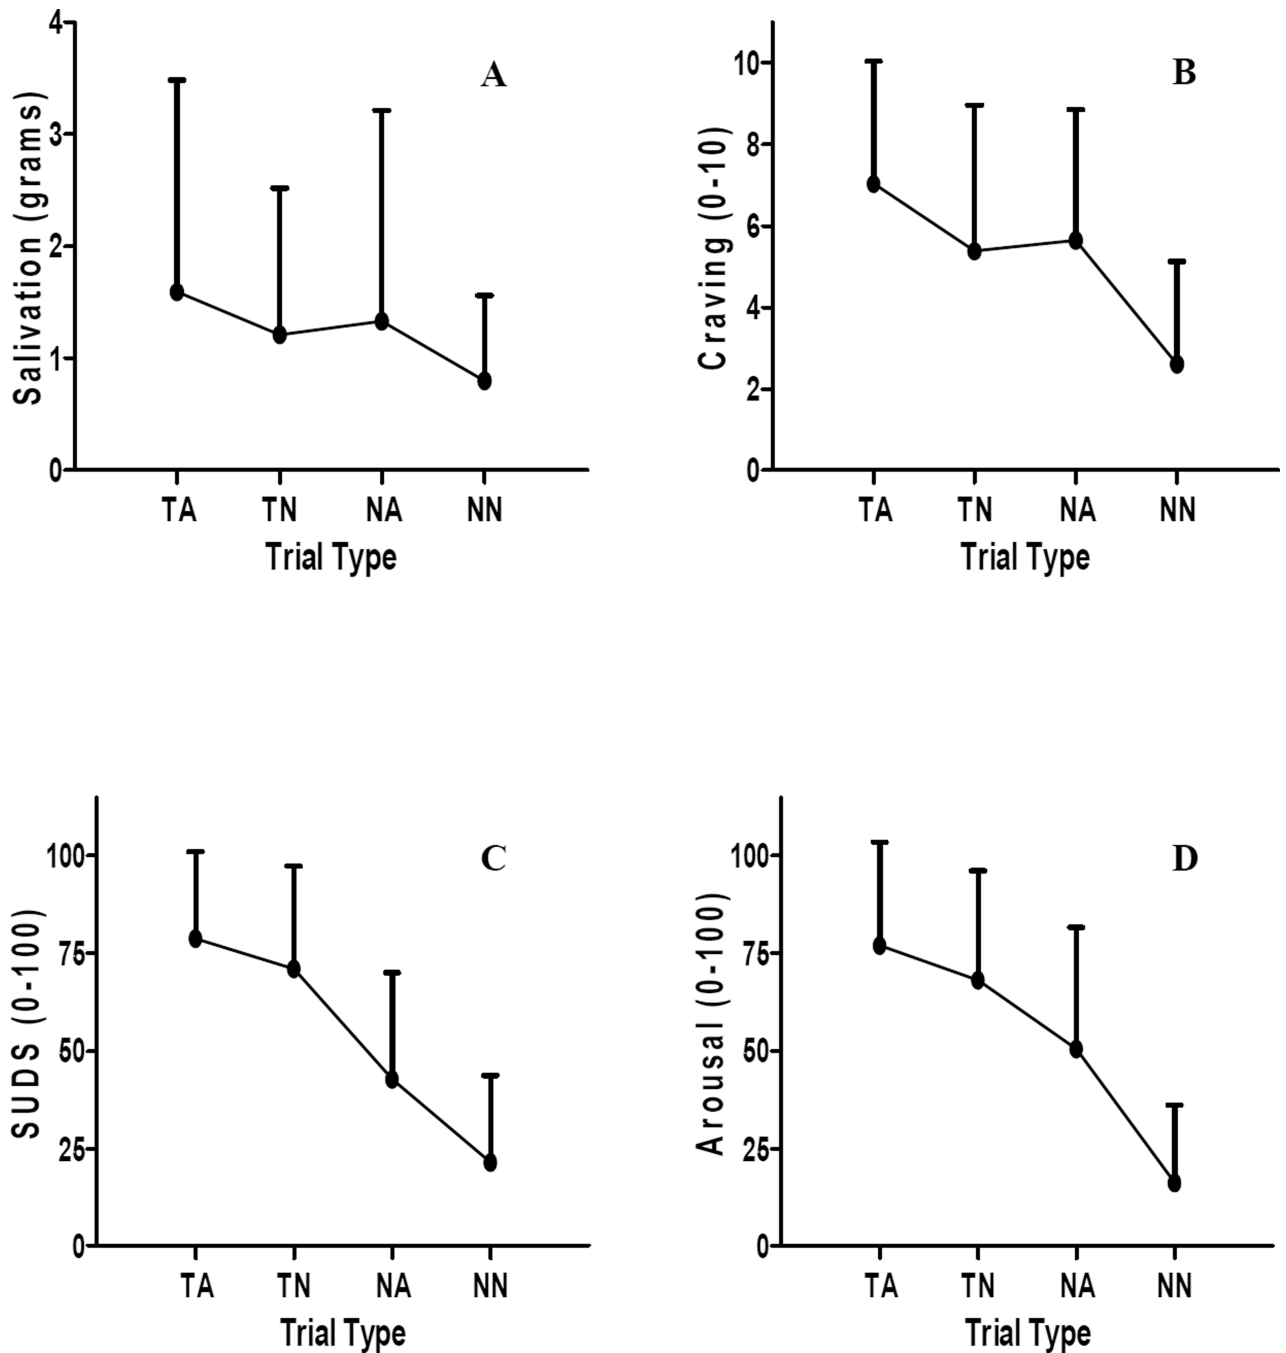 A
Salivation (grams)
4
3
2
1
0
TA TN NA NN
Trial Type
B
Craving (0-10)
10
8
6
4
2
0
TA TN NA NN
Trial Type
C
SUDS (0-100)
100
75
50
25
0
TA TN NA NN
Trial Type
D
Arousal (0-100)
100
75
50
25
0
TA TN NA NN
Trial Type